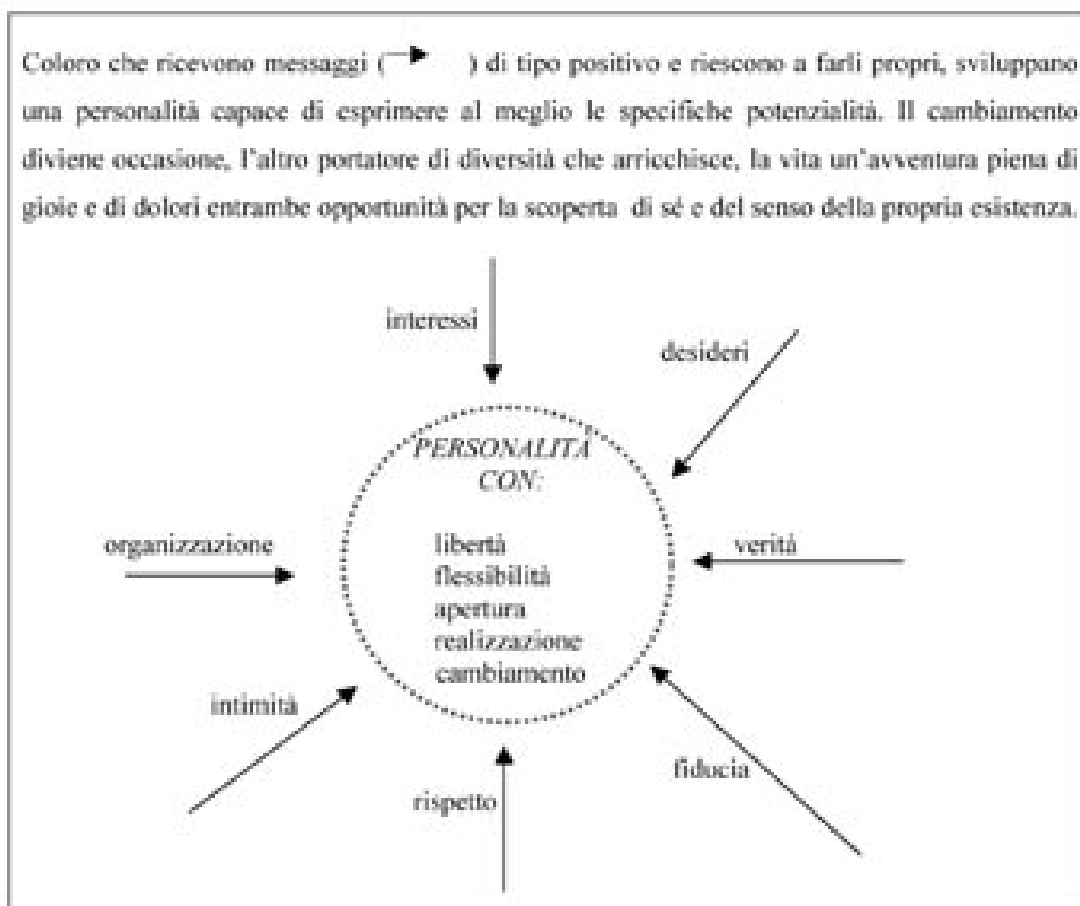 Coloro che ricevono messaggi ( ) di tipo positivo e riescono a farli propri, sviluppano
una personalità capace di esprimere al meglio le specifiche potenzialità. Il cambiamento
diviene occasione, l'altro portatore di diversità che arricchisce, la vita un'avventura piena di
gioie e di dolori entrambe opportunità per la scoperta di sé e del senso della propria esistenza.
interessi
desideri
PERSONALITÀ
CON:
organizzazione
verità
libertà
flessibilità
apertura
realizzazione
cambiamento
intimità
fiducia
rispetto